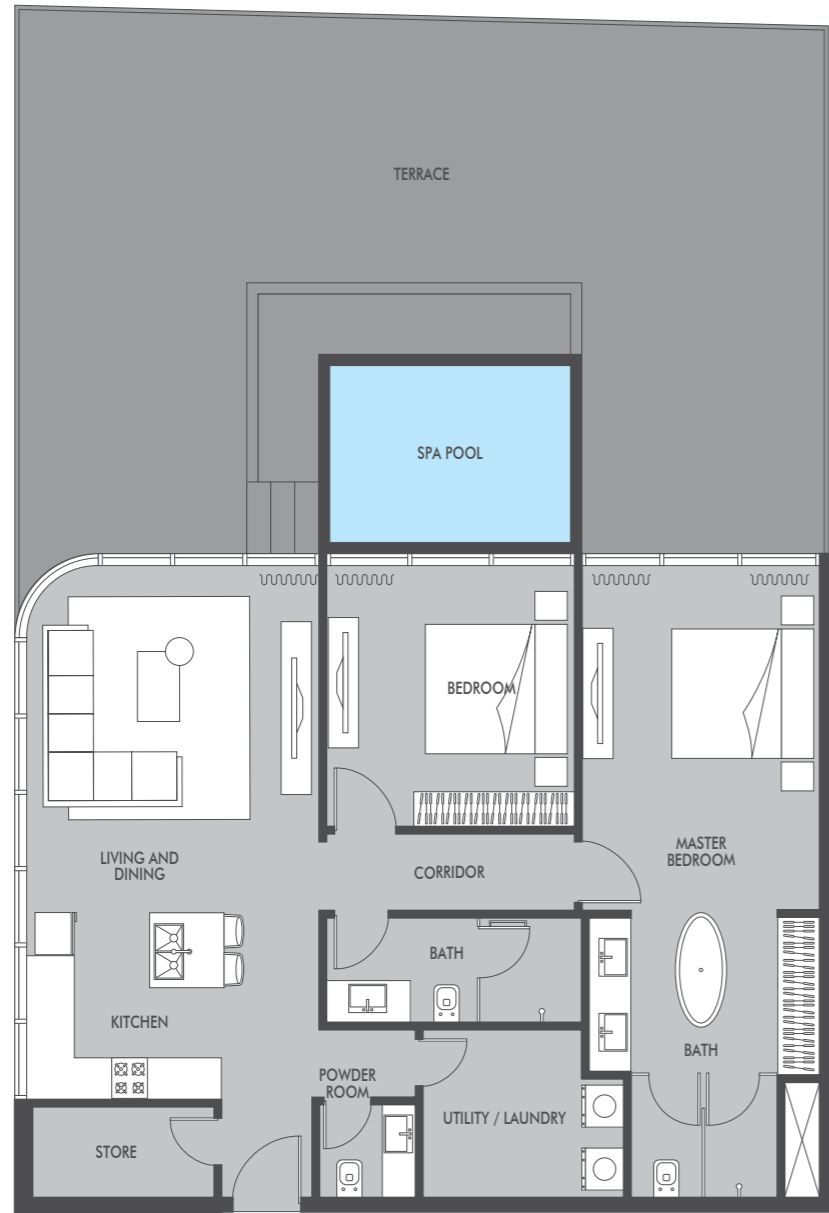 TERRACE
SPA POOL
BEDROOM
LIVING AND
DINING
CORRIDOR
MASTER
BEDROOM
BATH
KITCHEN
BATH
POWDER
ROOM
UTILITY / LAUNDRY
STORE